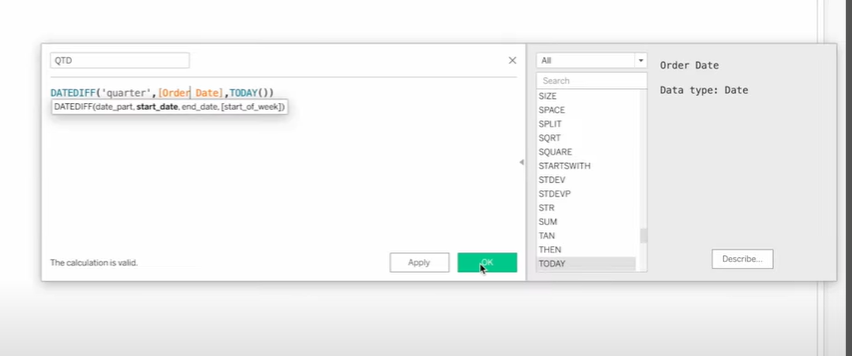 QTD
DATEDIFF('quarter',[Order Date],TODAY())
DATEDIFF(date_part, start_date, end_date, [start_of_week])
The calculation is valid.
Apply
OK
All
Search
SIZE
SPACE
SPLIT
SQRT
SQUARE
STARTSWITH
STDEV
STDEVP
STR
SUM
TAN
THEN
TODAY
Order Date
Data type: Date
Describe...